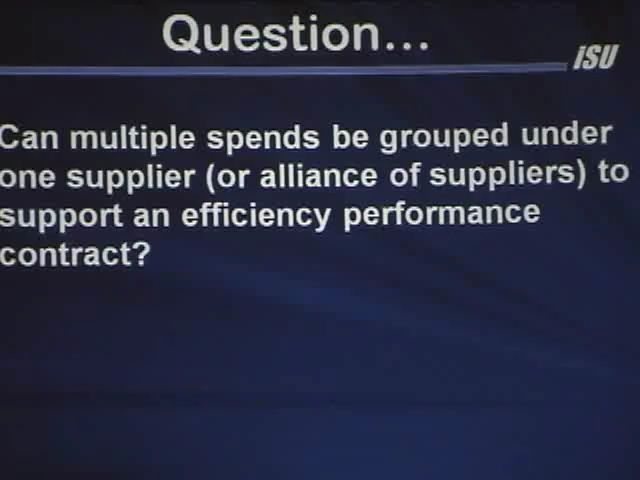 Question...
iSU
Can multiple spends be grouped under
one supplier (or alliance of suppliers) to
support an efficiency performance
contract?